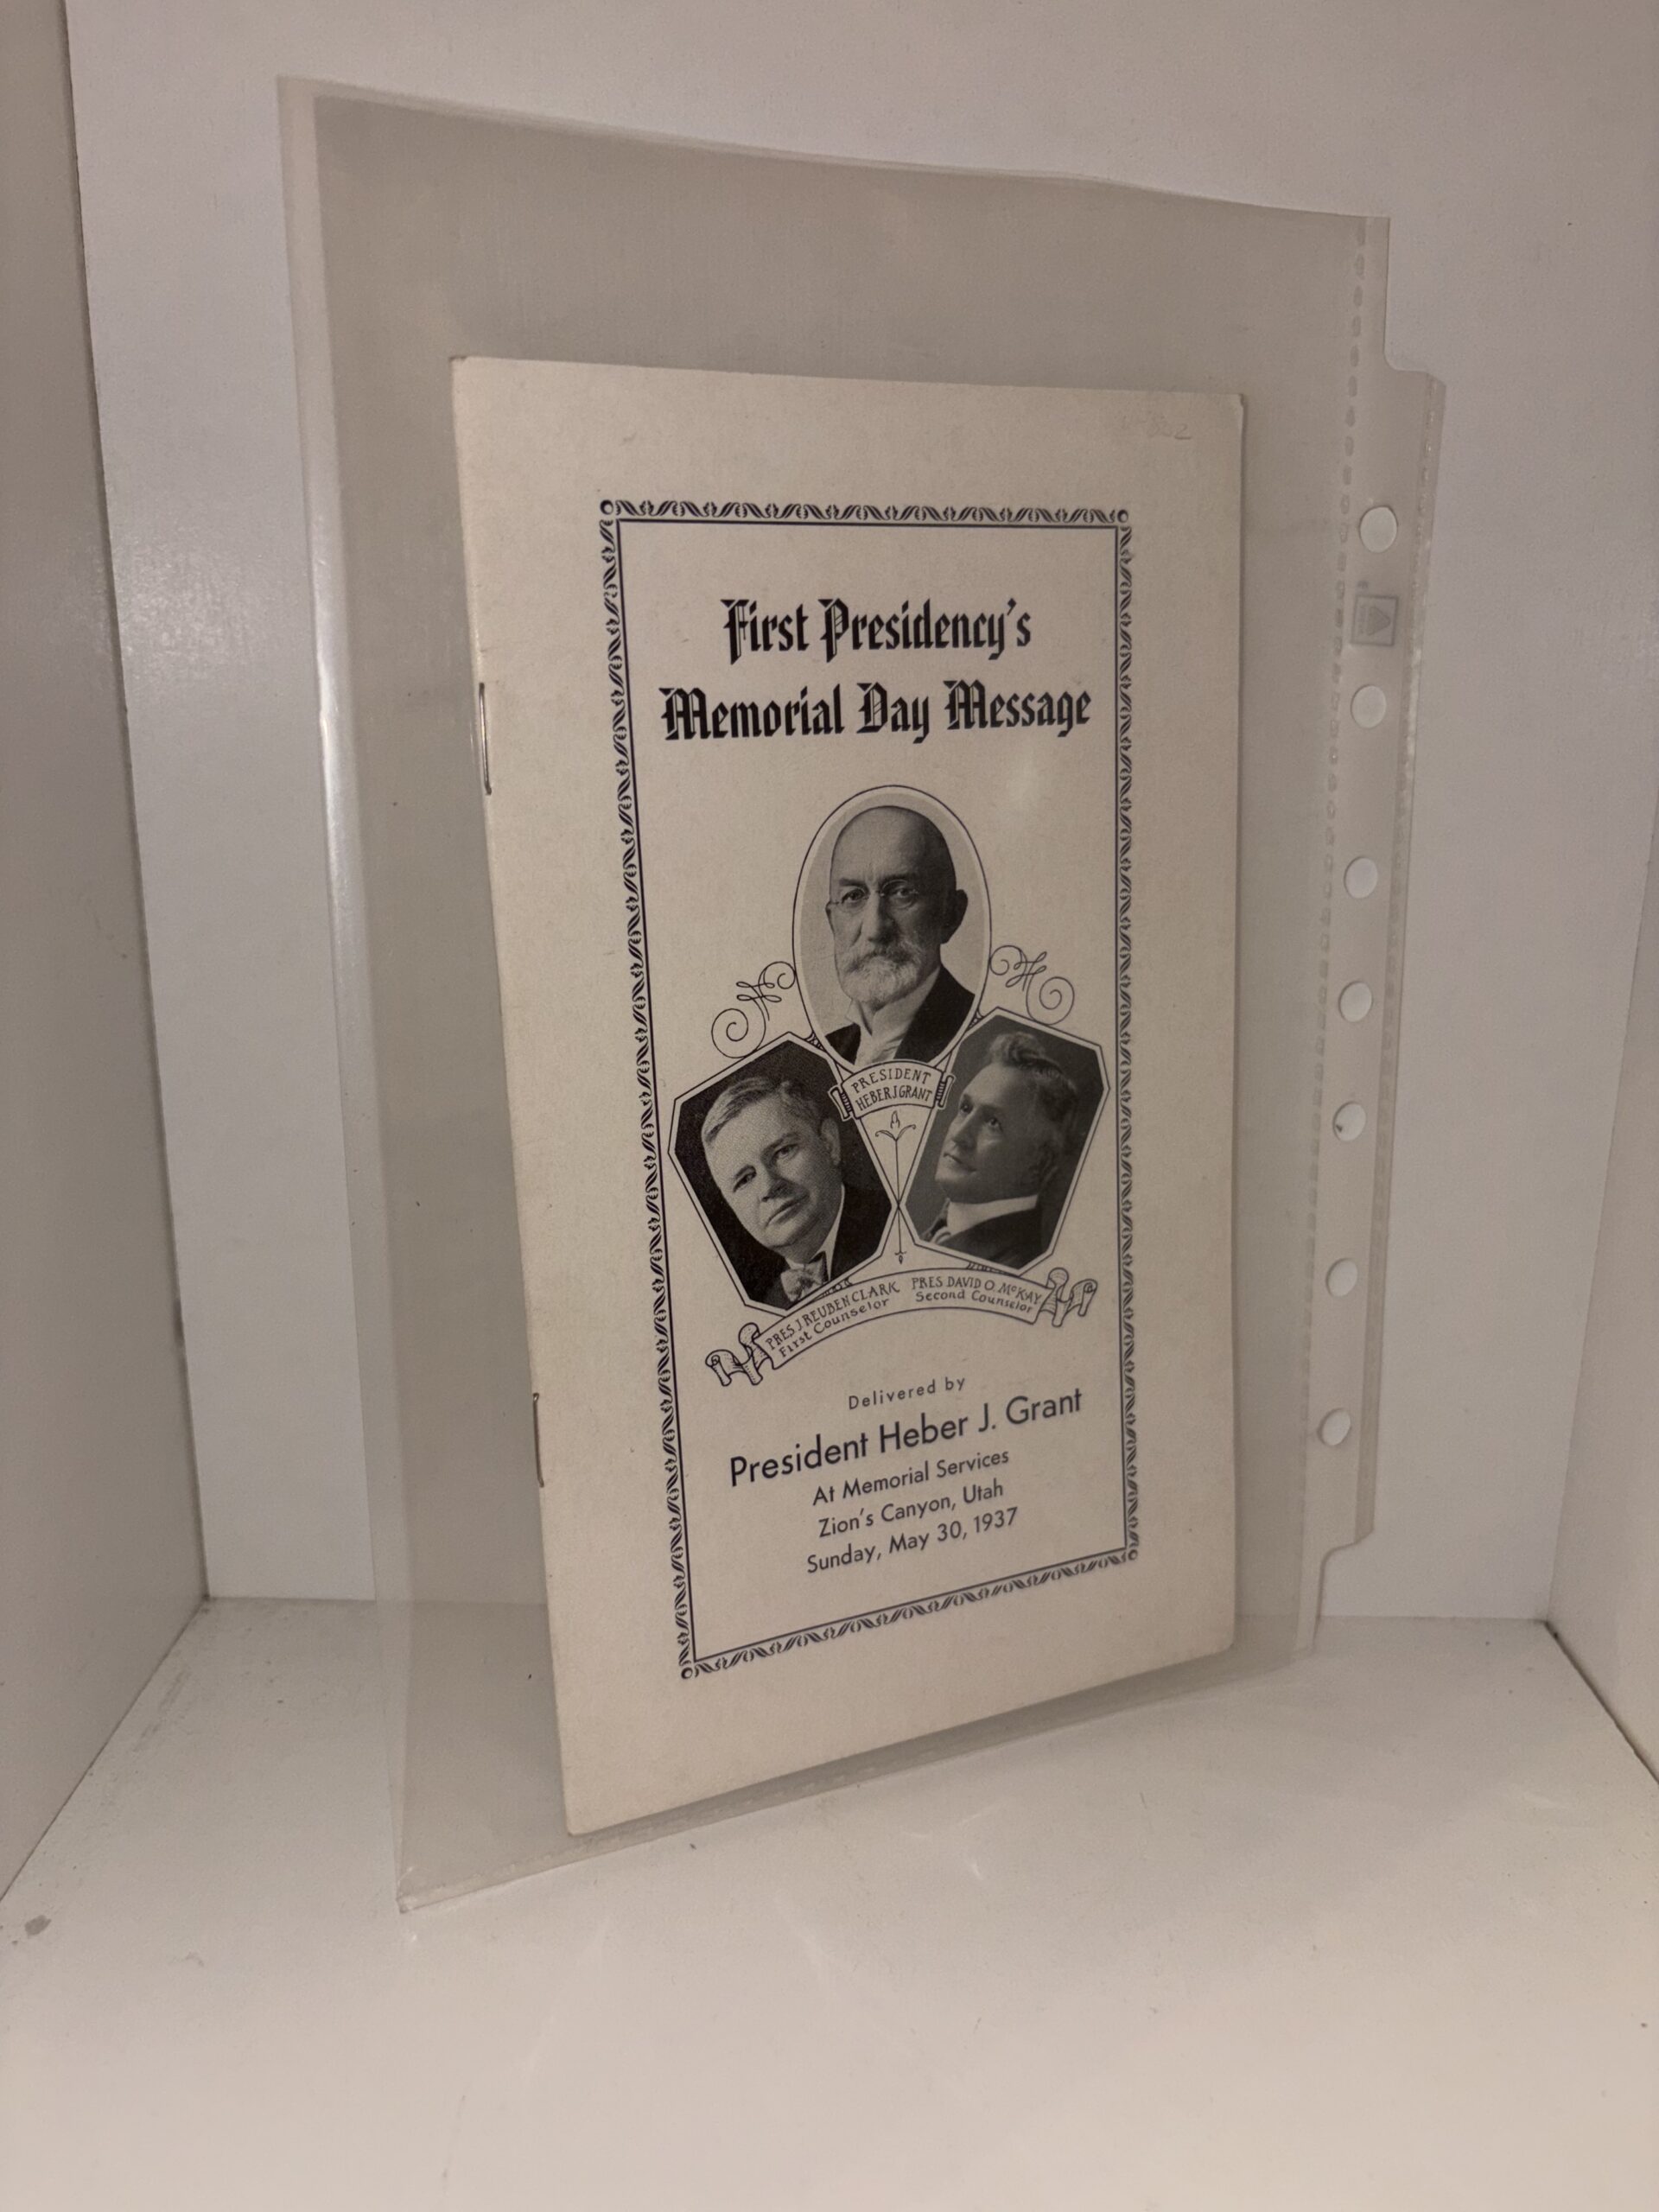 First Presidency's
Memorial Day Message
PRESIDENT
HEBER J GRANT
PRES. J. REUBEN CLARK
First Counselor
PRES. DAVID O. McKAY
Second Counselor
Delivered by
President Heber J. Grant
At Memorial Services
Zion's Canyon, Utah
Sunday, May 30, 1937